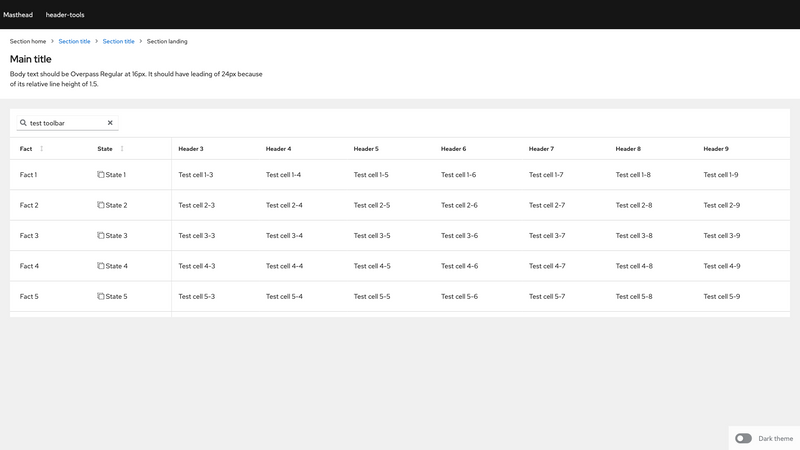 Masthead header-tools
Section home Section title Section title Section landing
Main title
Body text should be Overpass Regular at 16px. It should have leading of 24px because
of its relative line height of 1.5.
test toolbar
Fact State Header 3 Header 4 Header 5 Header 6 Header 7 Header 8 Header 9
Fact 1 State 1 Test cell 1-3 Test cell 1-4 Test cell 1-5 Test cell 1-6 Test cell 1-7 Test cell 1-8 Test cell 1-9
Fact 2 State 2 Test cell 2-3 Test cell 2-4 Test cell 2-5 Test cell 2-6 Test cell 2-7 Test cell 2-8 Test cell 2-9
Fact 3 State 3 Test cell 3-3 Test cell 3-4 Test cell 3-5 Test cell 3-6 Test cell 3-7 Test cell 3-8 Test cell 3-9
Fact 4 State 4 Test cell 4-3 Test cell 4-4 Test cell 4-5 Test cell 4-6 Test cell 4-7 Test cell 4-8 Test cell 4-9
Fact 5 State 5 Test cell 5-3 Test cell 5-4 Test cell 5-5 Test cell 5-6 Test cell 5-7 Test cell 5-8 Test cell 5-9
Dark theme